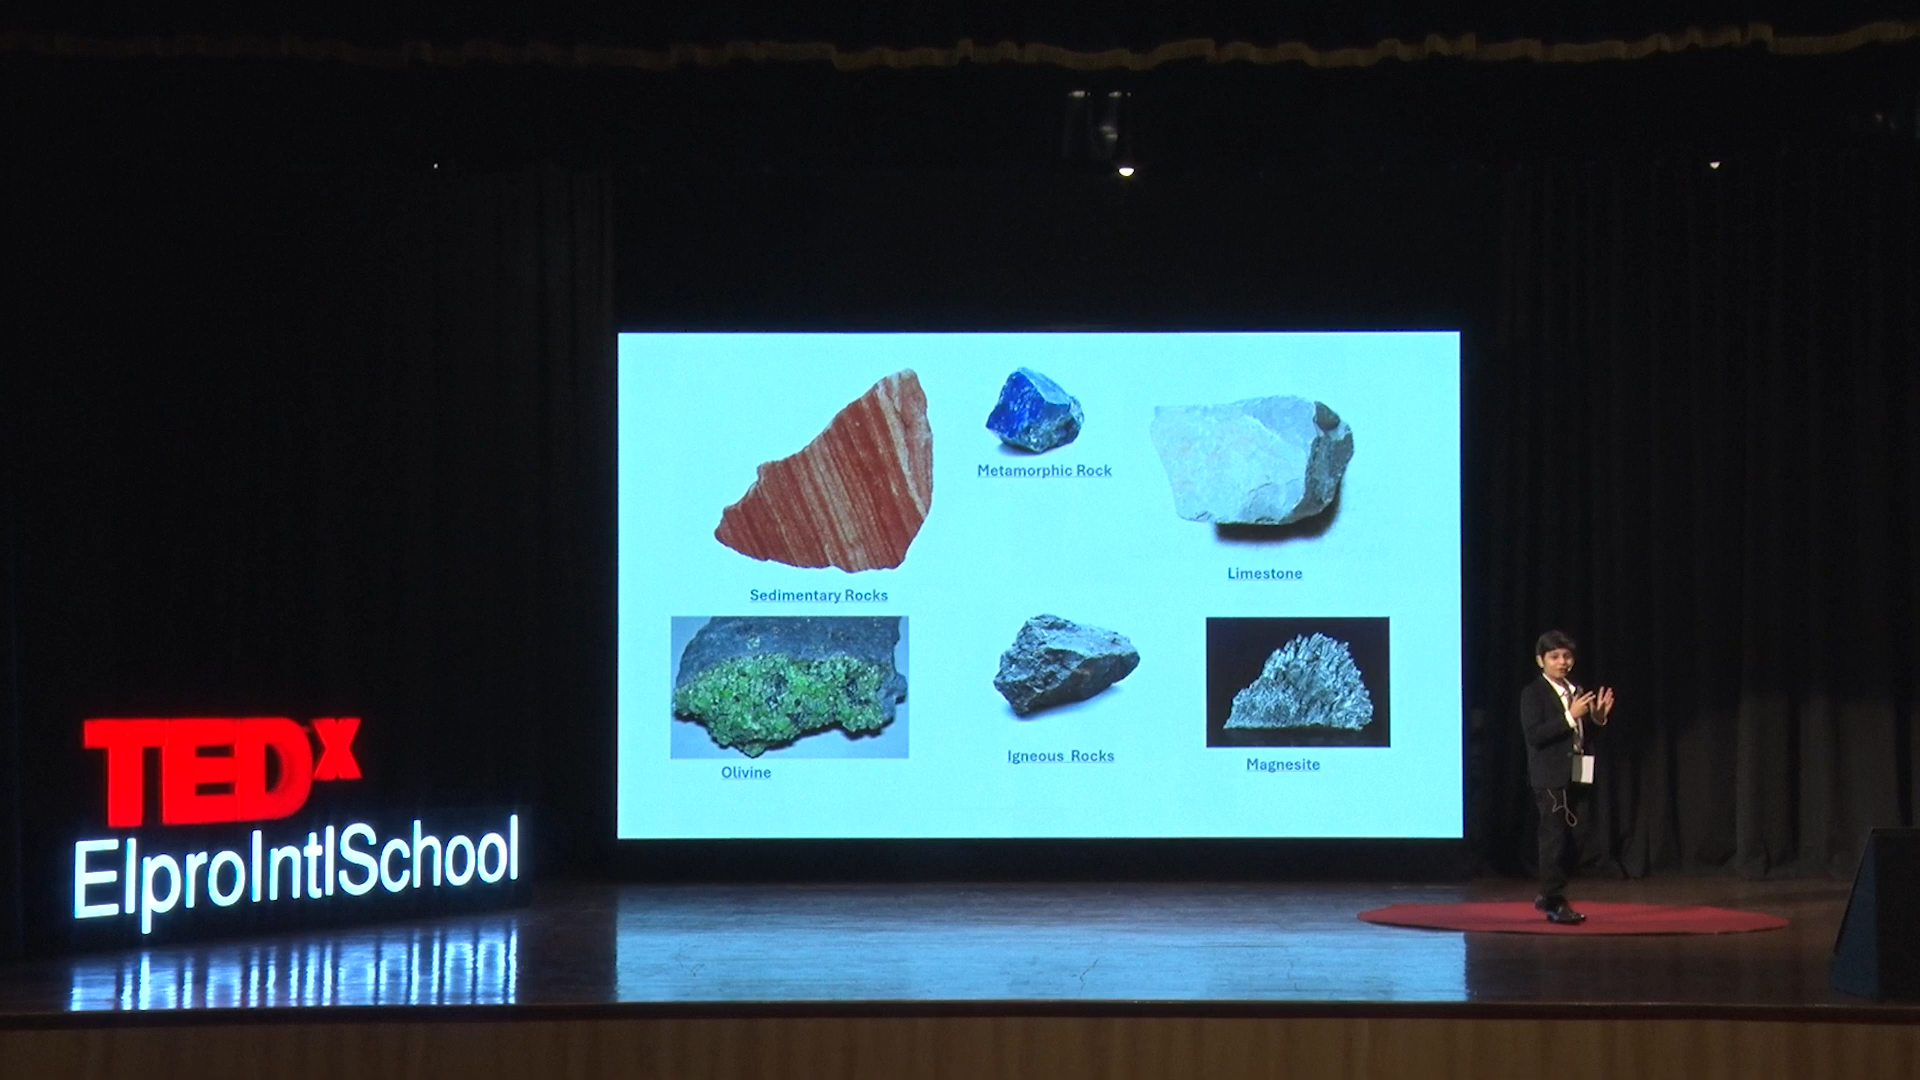 Metamorphic Rock
Limestone
Sedimentary Rocks
Olivine
Igneous Rocks
Magnesite
TEDx
ElproIntlSchool